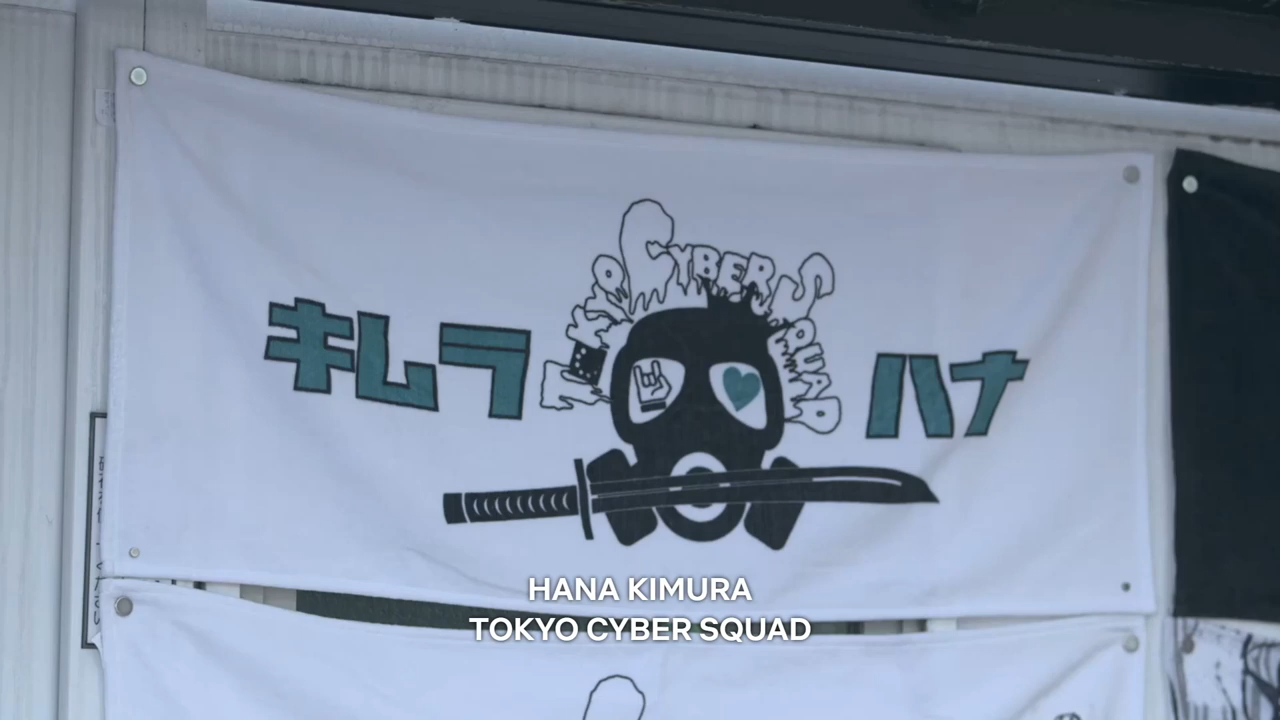 キムラ
TOKYO CYBER SQUAD
ハナ
HANA KIMURA
TOKYO CYBER SQUAD